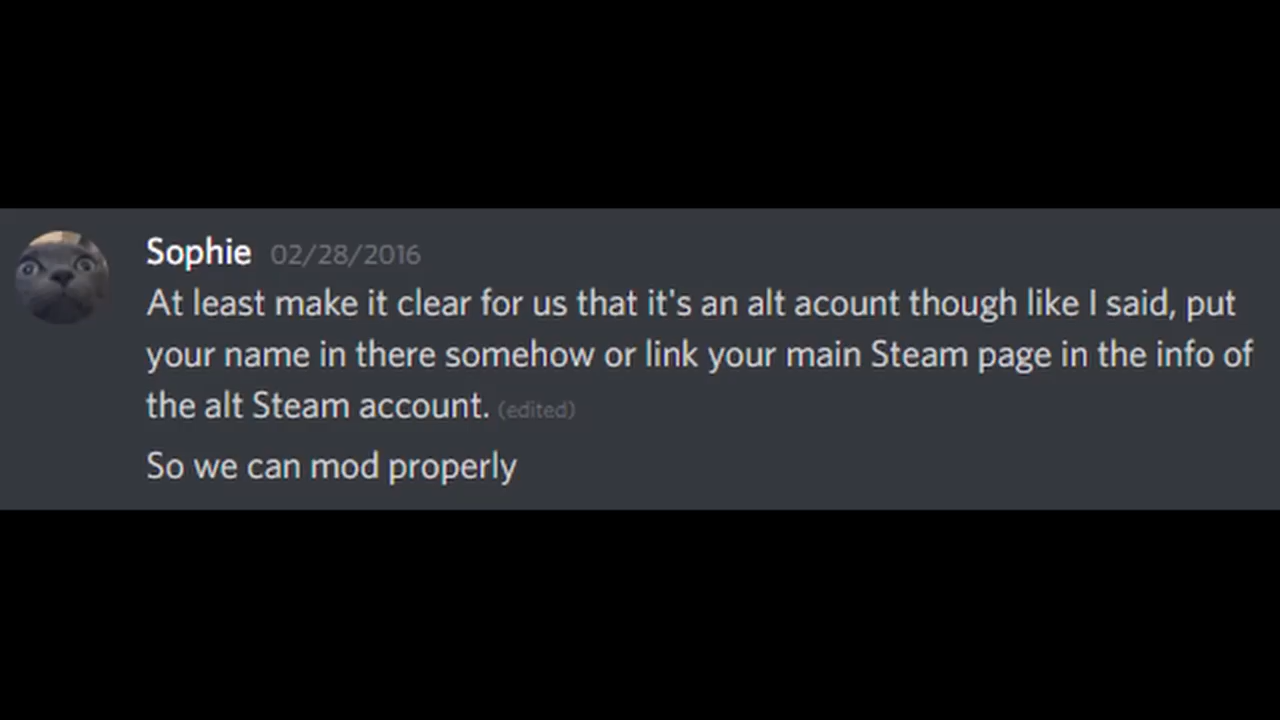 Sophie 02/28/2016
At least make it clear for us that it's an alt acount though like I said, put
your name in there somehow or link your main Steam page in the info of
the alt Steam account. (edited)
So we can mod properly